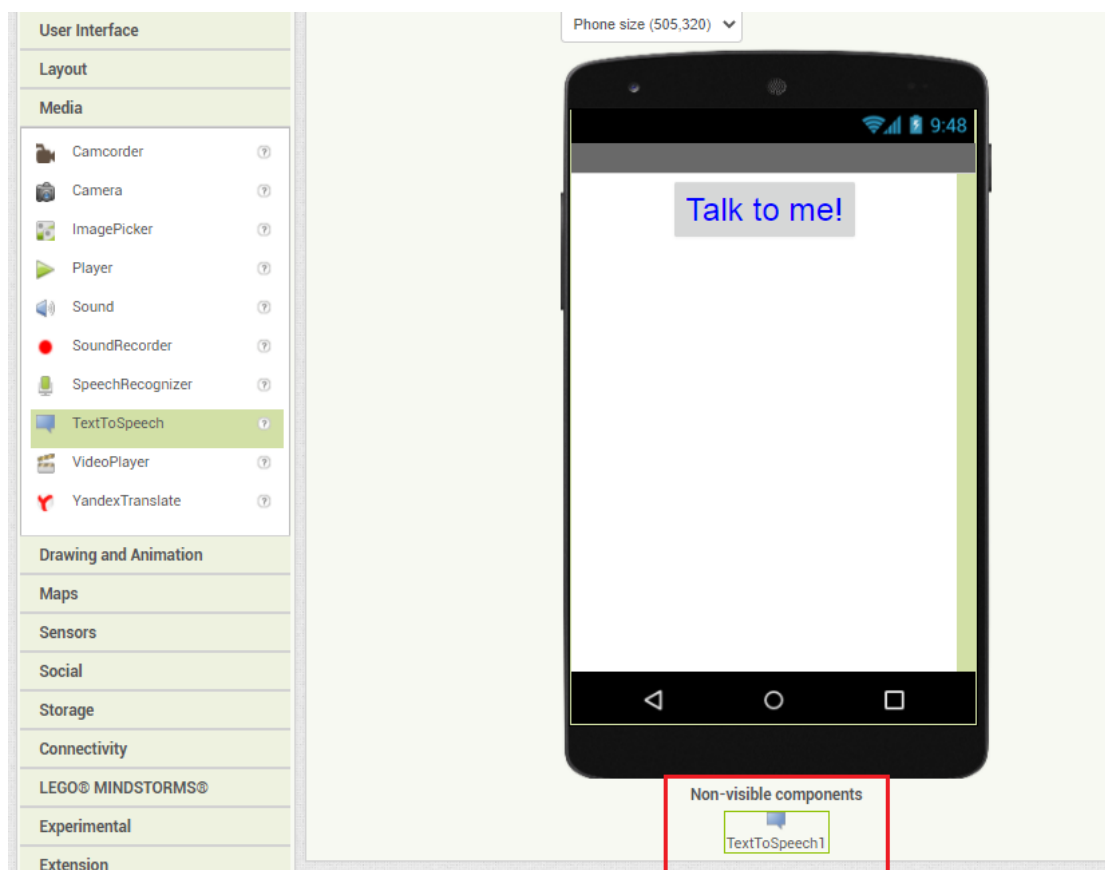 User Interface
Layout
Media
Camcorder
Camera
ImagePicker
Player
Sound
SoundRecorder
SpeechRecognizer
TextToSpeech
VideoPlayer
YandexTranslate
Drawing and Animation
Maps
Sensors
Social
Storage
Connectivity
LEGO® MINDSTORMS®
Experimental
Extension
Phone size (505,320)
9:48
Talk to me!
Non-visible components
TextToSpeech1